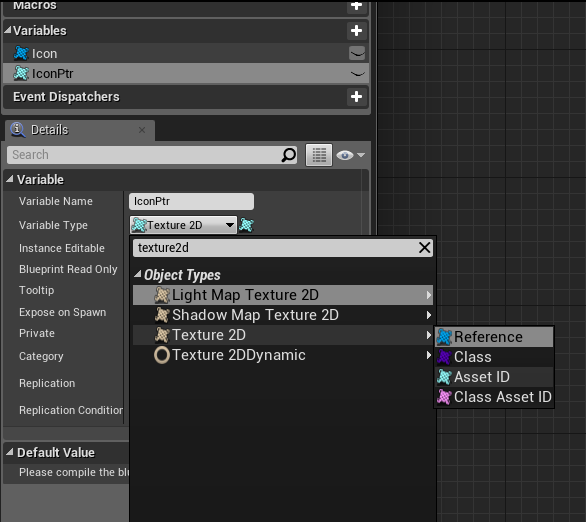 Macros
Variables
Icon
IconPtr
Event Dispatchers
Details
Search
Variable
Variable Name IconPtr
Variable Type Texture 2D
Instance Editable texture2d
Blueprint Read Only Object Types
Tooltip Light Map Texture 2D
Expose on Spawn Shadow Map Texture 2D
Private Texture 2D Reference
Category Texture 2DDynamic Class
Replication Asset ID
Replication Condition Class Asset ID
Default Value
Please compile the blu